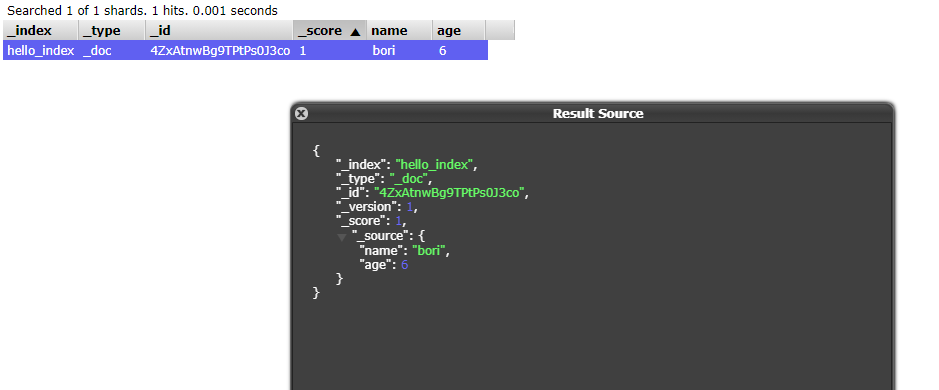 Searched 1 of 1 shards. 1 hits. 0.001 seconds
_index _type _id _score ▲ name age
hello_index _doc 4ZxAtnwBg9TPtPs0J3co 1 bori 6
Result Source
{
"_index": "hello_index",
"_type": "_doc",
"_id": "4ZxAtnwBg9TPtPs0J3co",
"_version": 1,
"_score": 1,
"_source": {
"name": "bori",
"age": 6
}
}